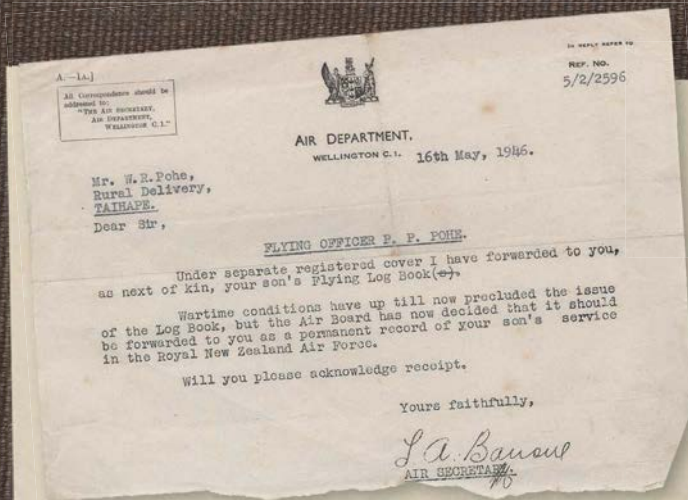 IN REPLY REFER TO
A.—1A.]
REF. NO.
5/2/2596
All Correspondence should be
addressed to:
"THE AIR SECRETARY,
AIR DEPARTMENT,
WELLINGTON C.1."
AIR DEPARTMENT,
WELLINGTON C.1. 16th May, 1946.
Mr. W.R.Pohe,
Rural Delivery,
TAIHAPE.
Dear Sir,
FLYING OFFICER P. P. POHE.
Under separate registered cover I have forwarded to you,
as next of kin, your son's Flying Log Book(s).
Wartime conditions have up till now precluded the issue
of the Log Book, but the Air Board has now decided that it should
be forwarded to you as a permanent record of your son's service
in the Royal New Zealand Air Force.
Will you please acknowledge receipt.
Yours faithfully,
AIR SECRETARY.